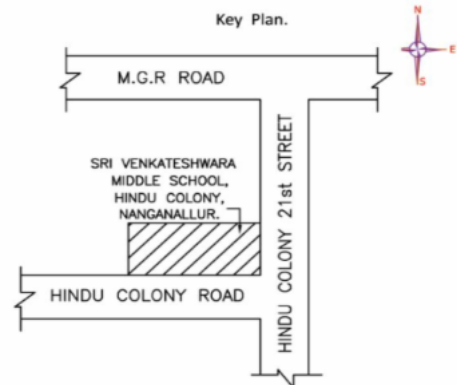 Key Plan.
N
E
S
M.G.R ROAD
SRI VENKATESHWARA
MIDDLE SCHOOL,
HINDU COLONY,
NANGANALLUR.
HINDU COLONY 21st STREET
HINDU COLONY ROAD